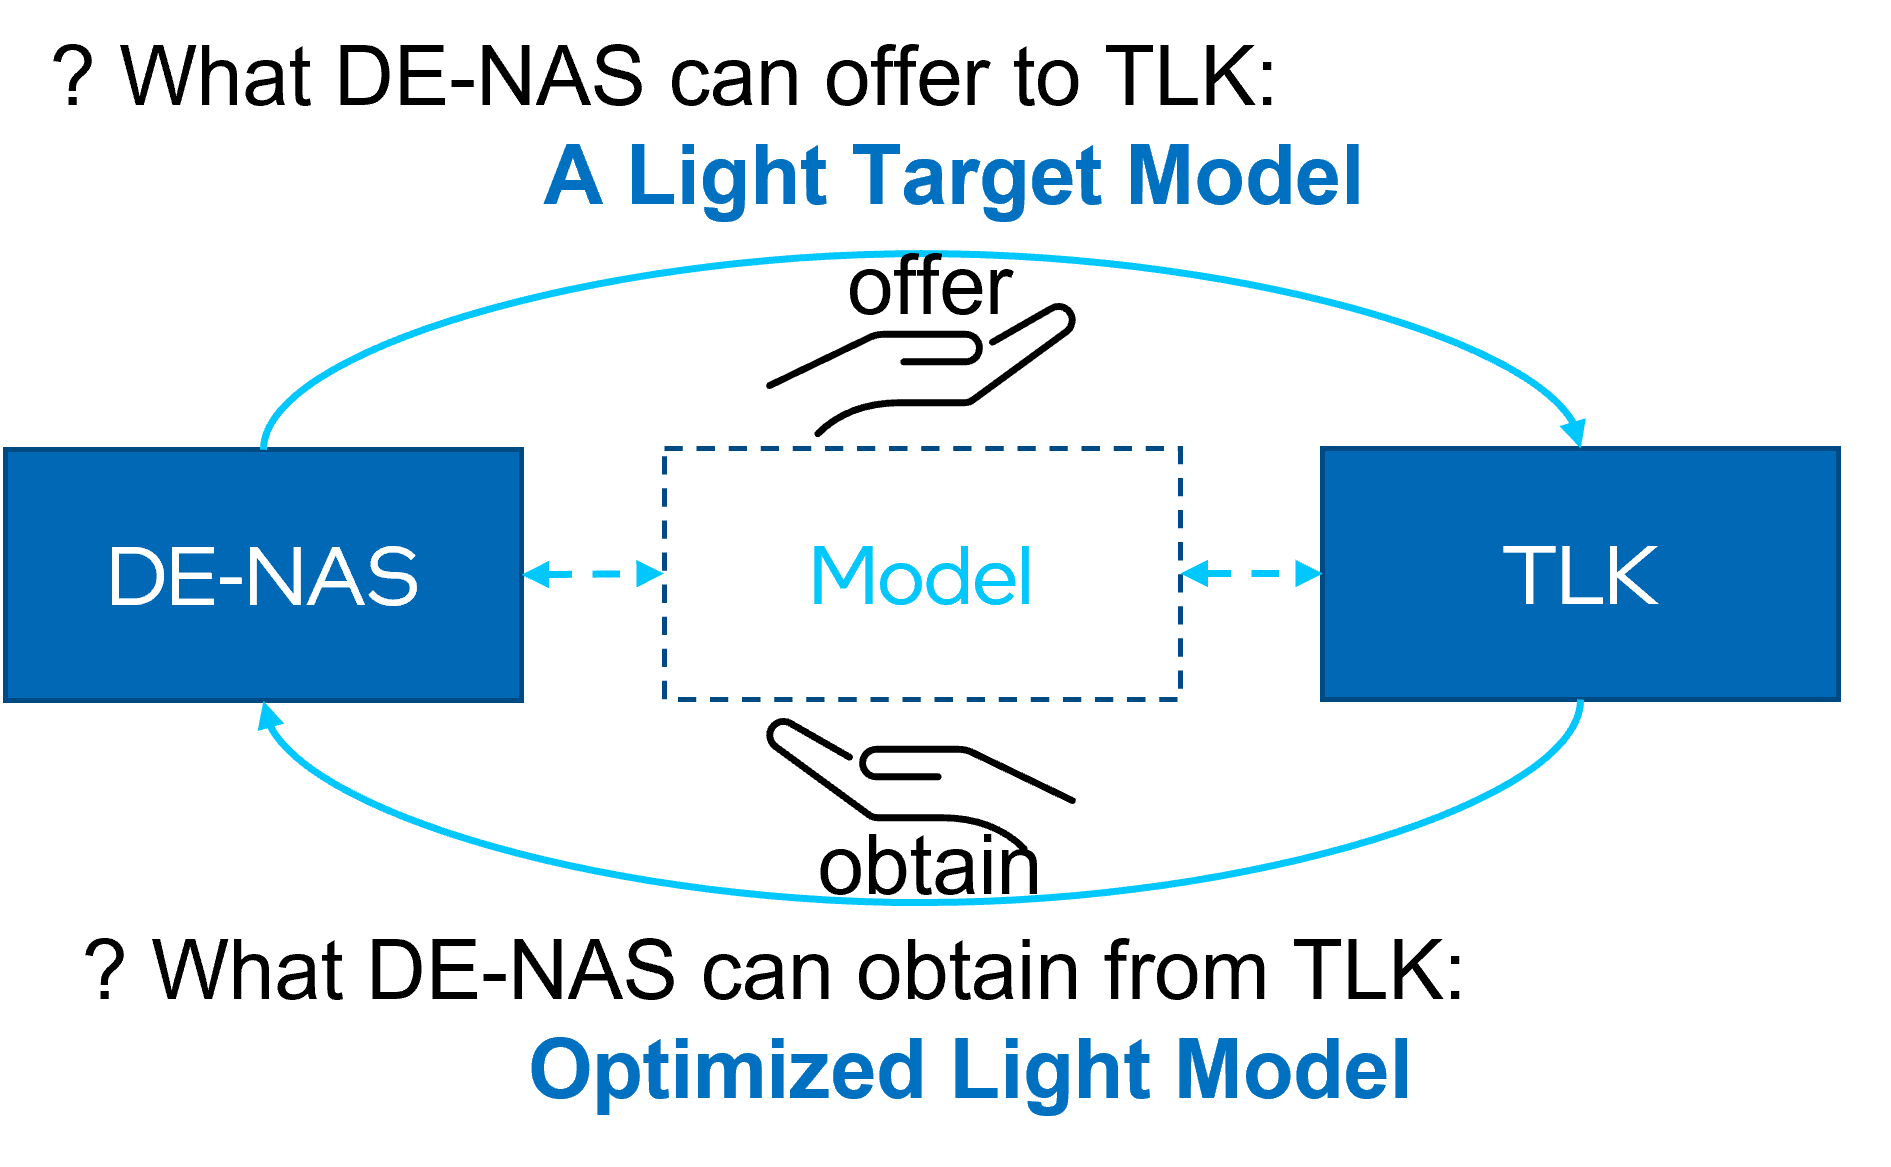 ? What DE-NAS can offer to TLK:
A Light Target Model
offer
DE-NAS
Model
TLK
obtain
? What DE-NAS can obtain from TLK:
Optimized Light Model